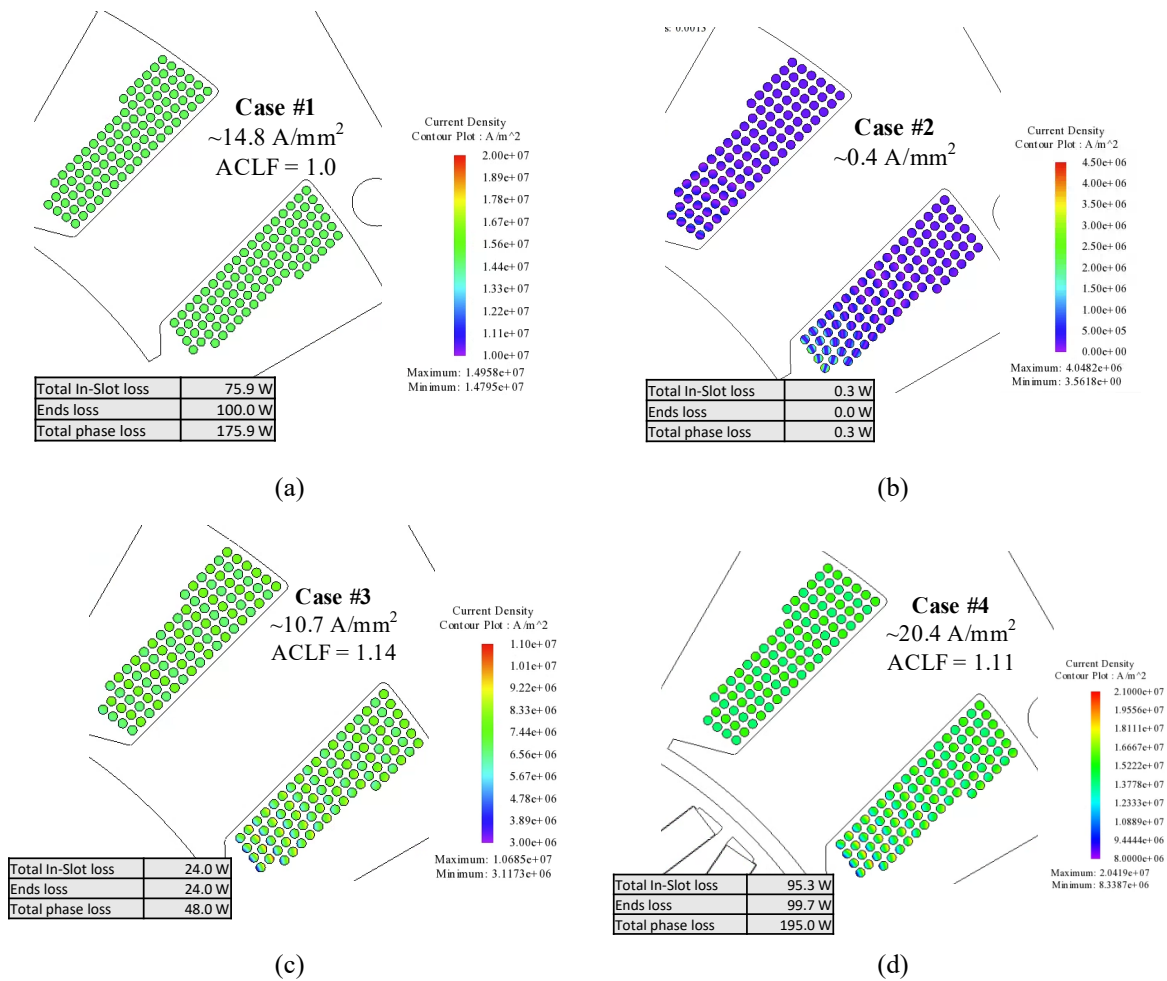 Case #1
~14.8 A/mm²
ACLF = 1.0
Current Density
Contour Plot : A/m^2
2.00e+07
1.89e+07
1.78e+07
1.67e+07
1.56e+07
1.44e+07
1.33e+07
1.22e+07
1.11e+07
1.00e+07
Maximum: 1.4958e+07
Minimum: 1.4795e+07
Total In-Slot loss 75.9 W
Ends loss 100.0 W
Total phase loss 175.9 W
(a)
s: 0.0015
Case #2
~0.4 A/mm²
Current Density
Contour Plot : A/m^2
4.50e+06
4.00e+06
3.50e+06
3.00e+06
2.50e+06
2.00e+06
1.50e+06
1.00e+06
5.00e+05
0.00e+00
Maximum: 4.0482e+06
Minimum: 3.5618e+00
Total In-Slot loss 0.3 W
Ends loss 0.0 W
Total phase loss 0.3 W
(b)
Case #3
~10.7 A/mm²
ACLF = 1.14
Current Density
Contour Plot : A/m^2
1.10e+07
1.01e+07
9.22e+06
8.33e+06
7.44e+06
6.56e+06
5.67e+06
4.78e+06
3.89e+06
3.00e+06
Maximum: 1.0685e+07
Minimum: 3.1173e+06
Total In-Slot loss 24.0 W
Ends loss 24.0 W
Total phase loss 48.0 W
(c)
Case #4
~20.4 A/mm²
ACLF = 1.11
Current Density
Contour Plot : A/m^2
2.1000e+07
1.9556e+07
1.8111e+07
1.6667e+07
1.5222e+07
1.3778e+07
1.2333e+07
1.0889e+07
9.4444e+06
8.0000e+06
Maximum: 2.0419e+07
Minimum: 8.3387e+06
Total In-Slot loss 95.3 W
Ends loss 99.7 W
Total phase loss 195.0 W
(d)